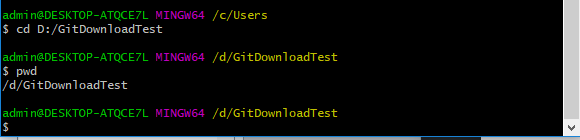 admin@DESKTOP-ATQCE7L MINGW64 /c/Users
$ cd D:/GitDownloadTest
admin@DESKTOP-ATQCE7L MINGW64 /d/GitDownloadTest
$ pwd
/d/GitDownloadTest
admin@DESKTOP-ATQCE7L MINGW64 /d/GitDownloadTest
$